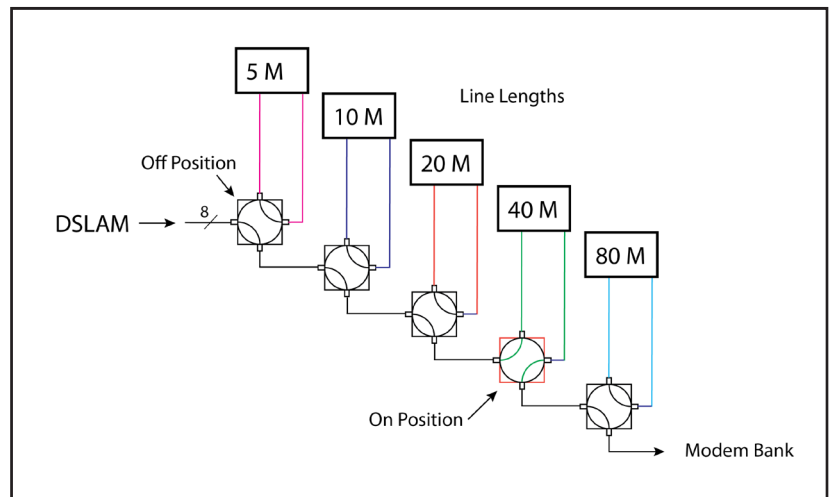 5 M
Line Lengths
10 M
Off Position
20 M
8
DSLAM
40 M
80 M
On Position
Modem Bank